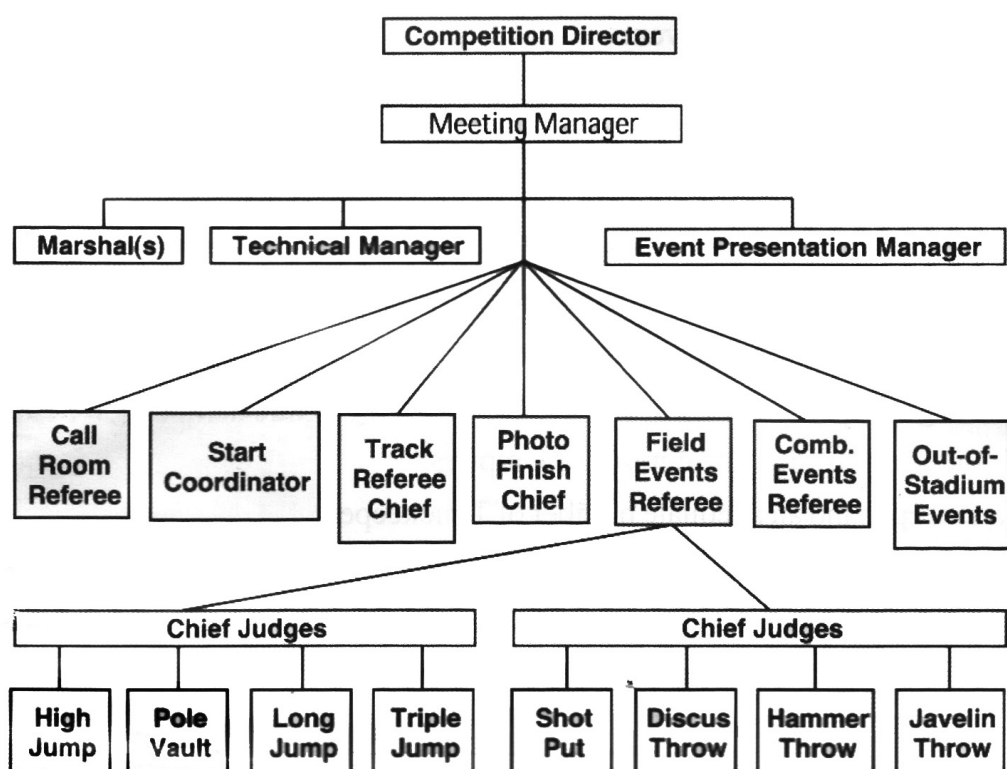 Competition Director
Meeting Manager
Marshal(s)
Technical Manager
Event Presentation Manager
Call
Room
Referee
Start
Coordinator
Track
Referee
Chief
Photo
Finish
Chief
Field
Events
Referee
Comb.
Events
Referee
Out-of-
Stadium
Events
Chief Judges
Chief Judges
High
Jump
Pole
Vault
Long
Jump
Triple
Jump
Shot
Put
Discus
Throw
Hammer
Throw
Javelin
Throw